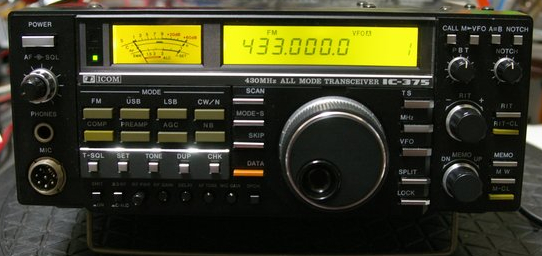 POWER
AF SQL
PHONES
MIC
FM VFO A
433.000.0 1
ICOM 430MHz ALL MODE TRANSCEIVER IC-375
MODE
FM USB LSB CW/N
COMP PREAMP AGC NB
T-SQL SET TONE DUP CHK
SCAN
MODE-S
SKIP
DATA
TS
MHz
VFO
SPLIT
LOCK
CALL M►VFO A=B NOTCH
PBT NOTCH
RIT +
RIT
RIT-CL
MEMO
DN UP
MEMO
MW
M-CL